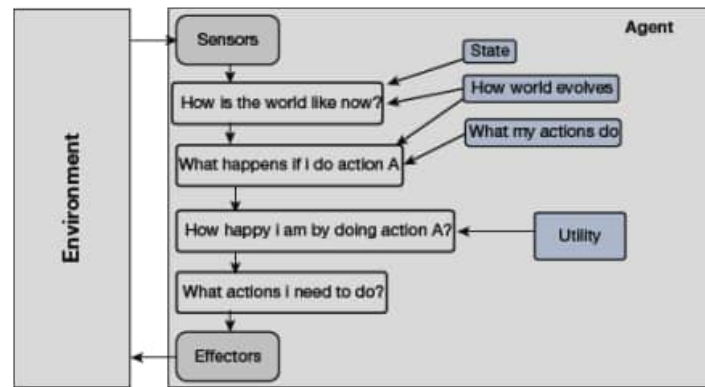 Agent
Sensors
State
How is the world like now?
How world evolves
What my actions do
What happens if i do action A
How happy i am by doing action A?
Utility
What actions i need to do?
Effectors
Environment